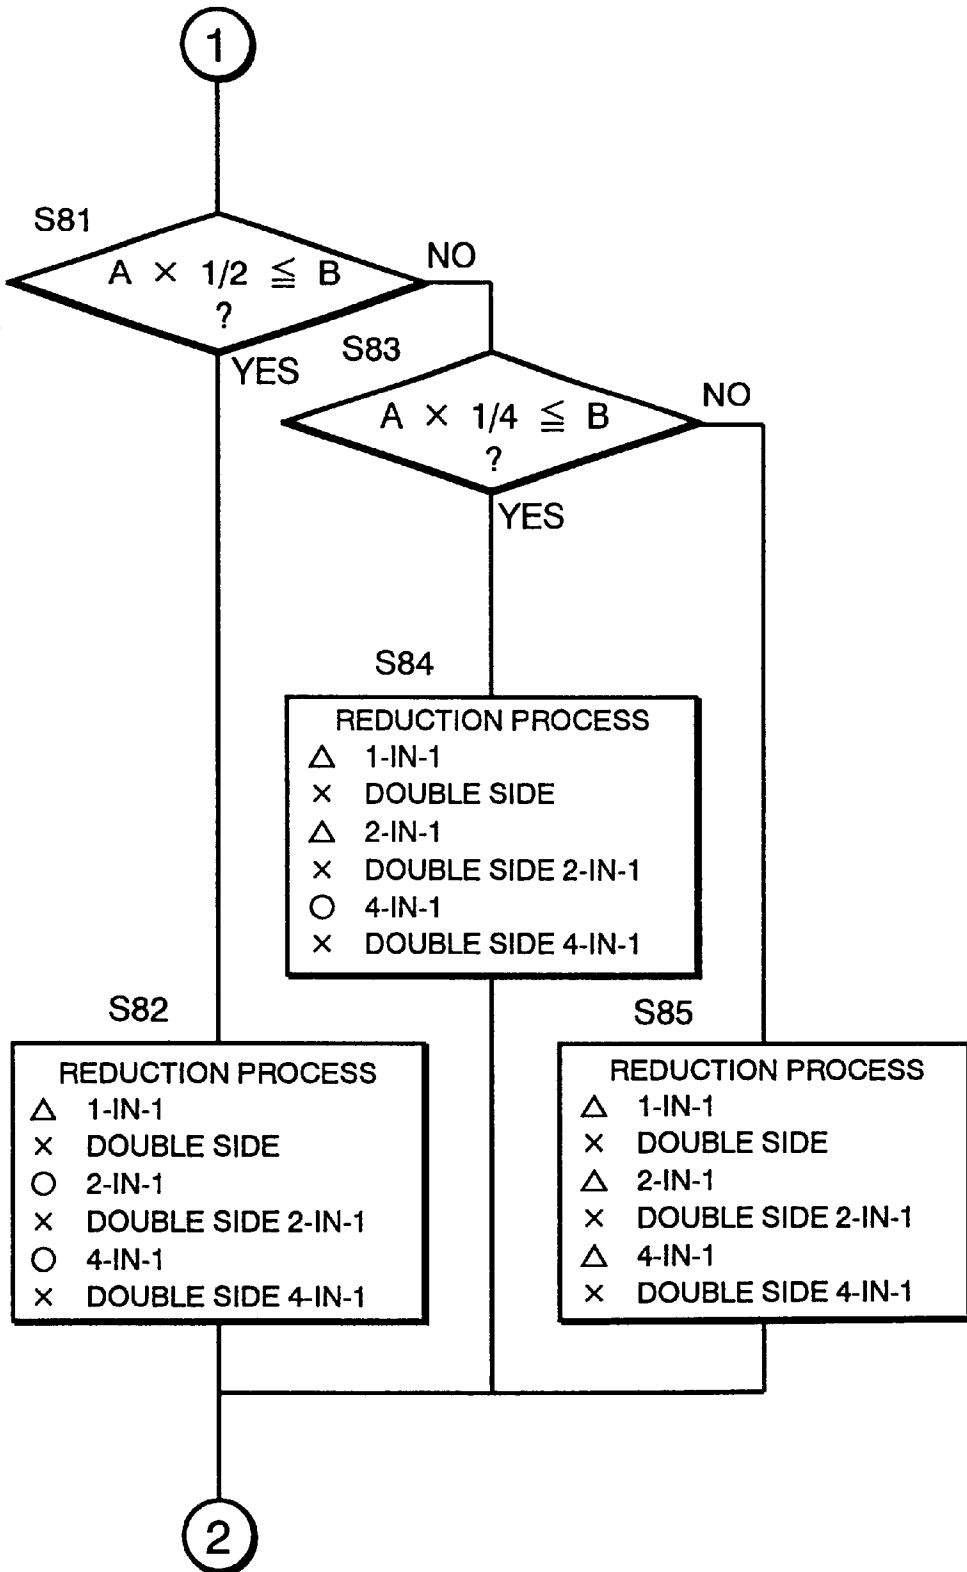 1
S81
A × 1/2 ≦ B
?
NO
YES
S83
A × 1/4 ≦ B
?
NO
YES
S84
REDUCTION PROCESS
△ 1-IN-1
× DOUBLE SIDE
△ 2-IN-1
× DOUBLE SIDE 2-IN-1
○ 4-IN-1
× DOUBLE SIDE 4-IN-1
S82
REDUCTION PROCESS
△ 1-IN-1
× DOUBLE SIDE
○ 2-IN-1
× DOUBLE SIDE 2-IN-1
○ 4-IN-1
× DOUBLE SIDE 4-IN-1
S85
REDUCTION PROCESS
△ 1-IN-1
× DOUBLE SIDE
△ 2-IN-1
× DOUBLE SIDE 2-IN-1
△ 4-IN-1
× DOUBLE SIDE 4-IN-1
2